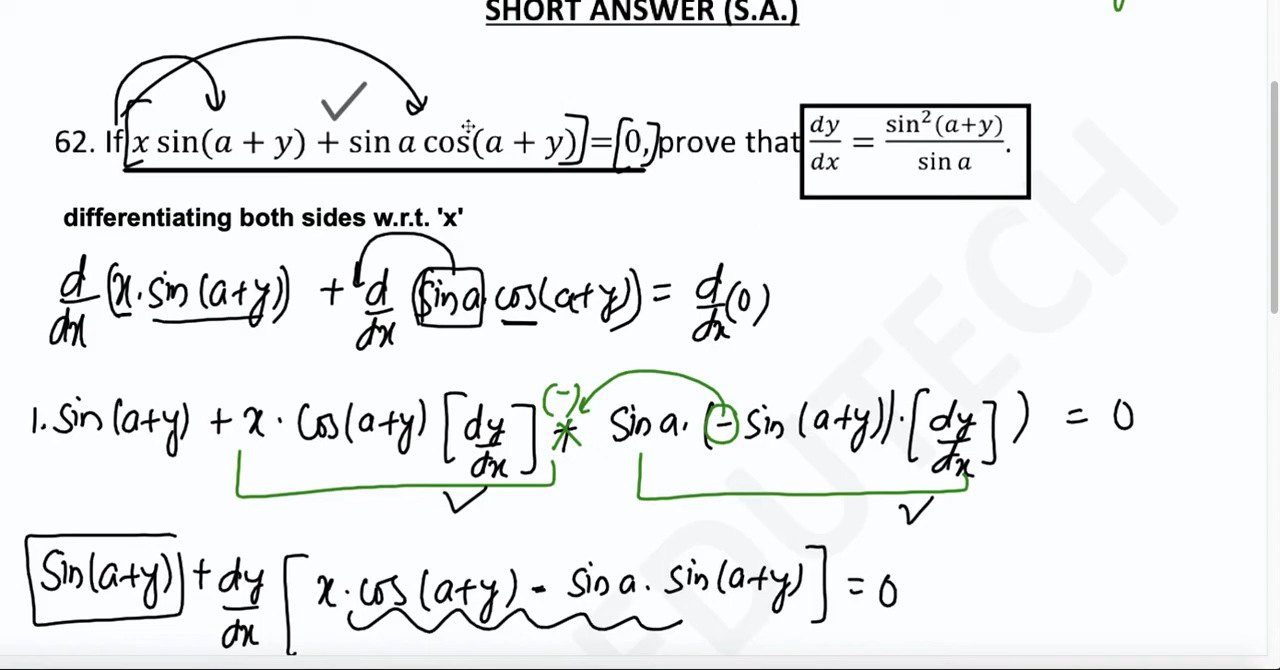 SHORT ANSWER (S.A.)
62. If x sin(a + y) + sin a cos(a + y) = 0, prove that dy/dx = sin²(a+y)/sin a.
differentiating both sides w.r.t. 'x'
d/dx (x. sin (a+y)) + d/dx (sin a cos(a+y)) = d/dx (0)
(-)
1. sin (a+y) + x · cos(a+y) [dy/dx] + sin a. (- sin (a+y)) · [dy/dx] ) = 0
Sin(a+y) + dy/dx [x. cos (a+y) - sin a. sin(a+y)] = 0
EDUTECH